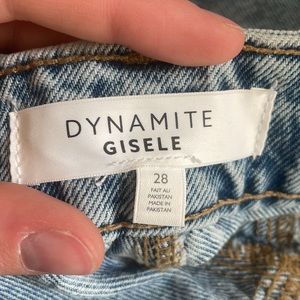 DYNAMITE
GISELE
28
FAIT AU
PAKISTAN
MADE IN
PAKISTAN